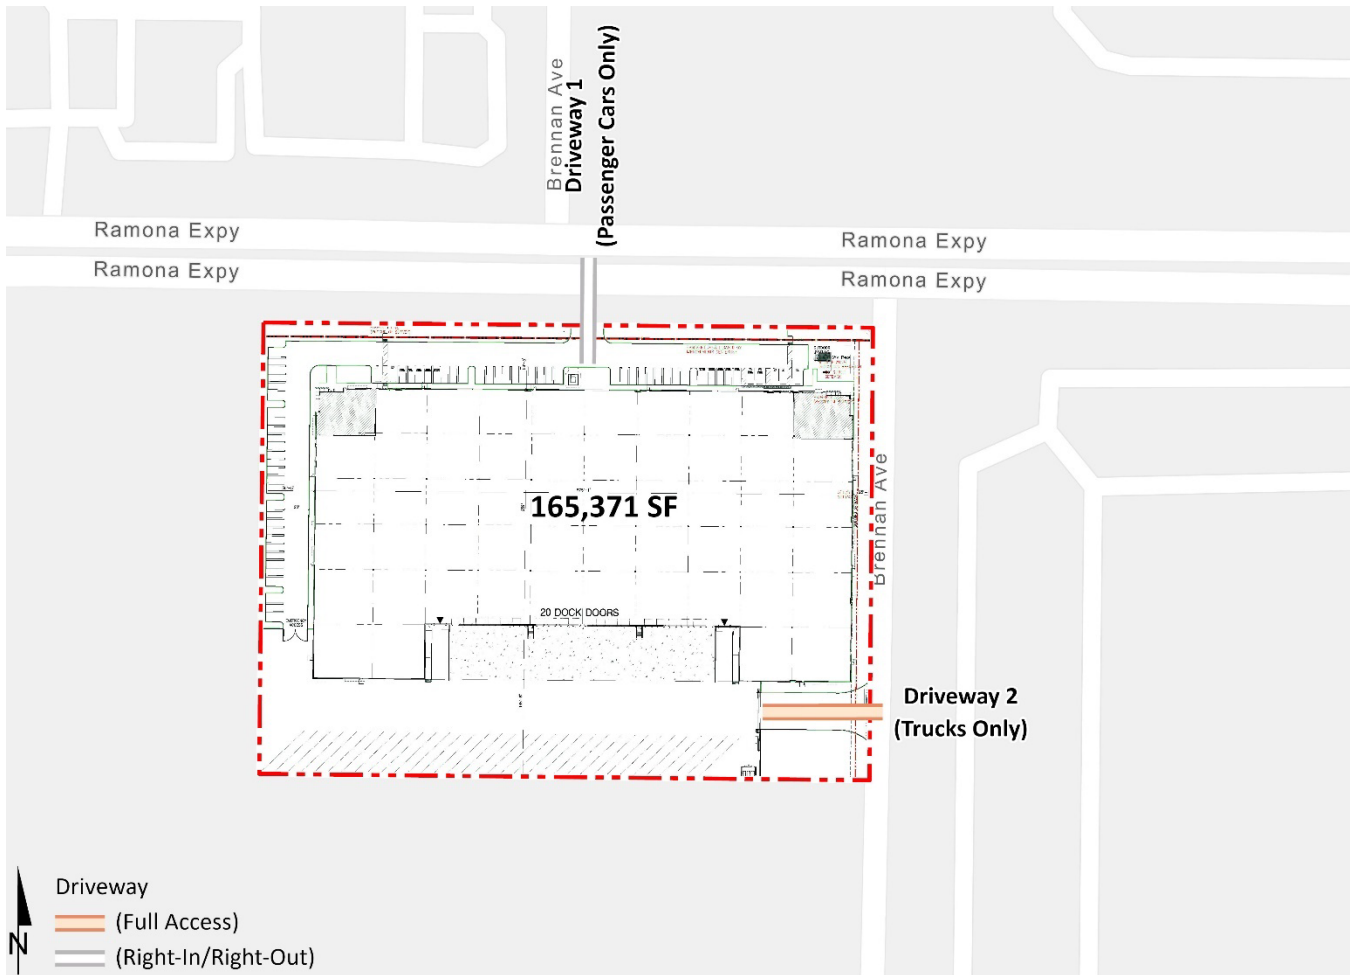 Brennan Ave
Driveway 1
(Passenger Cars Only)
Ramona Expy
Ramona Expy
Ramona Expy
Ramona Expy
165,371 SF
Brennan Ave
20 DOCK DOORS
Driveway 2
(Trucks Only)
Driveway
(Full Access)
(Right-In/Right-Out)
N